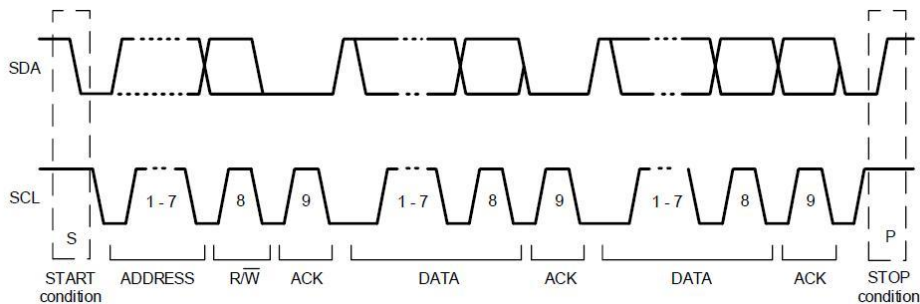 SDA
SCL
1 - 7
8
9
1 - 7
8
9
1 - 7
8
9
S
P
START
condition
ADDRESS
R/W̅
ACK
DATA
ACK
DATA
ACK
STOP
condition